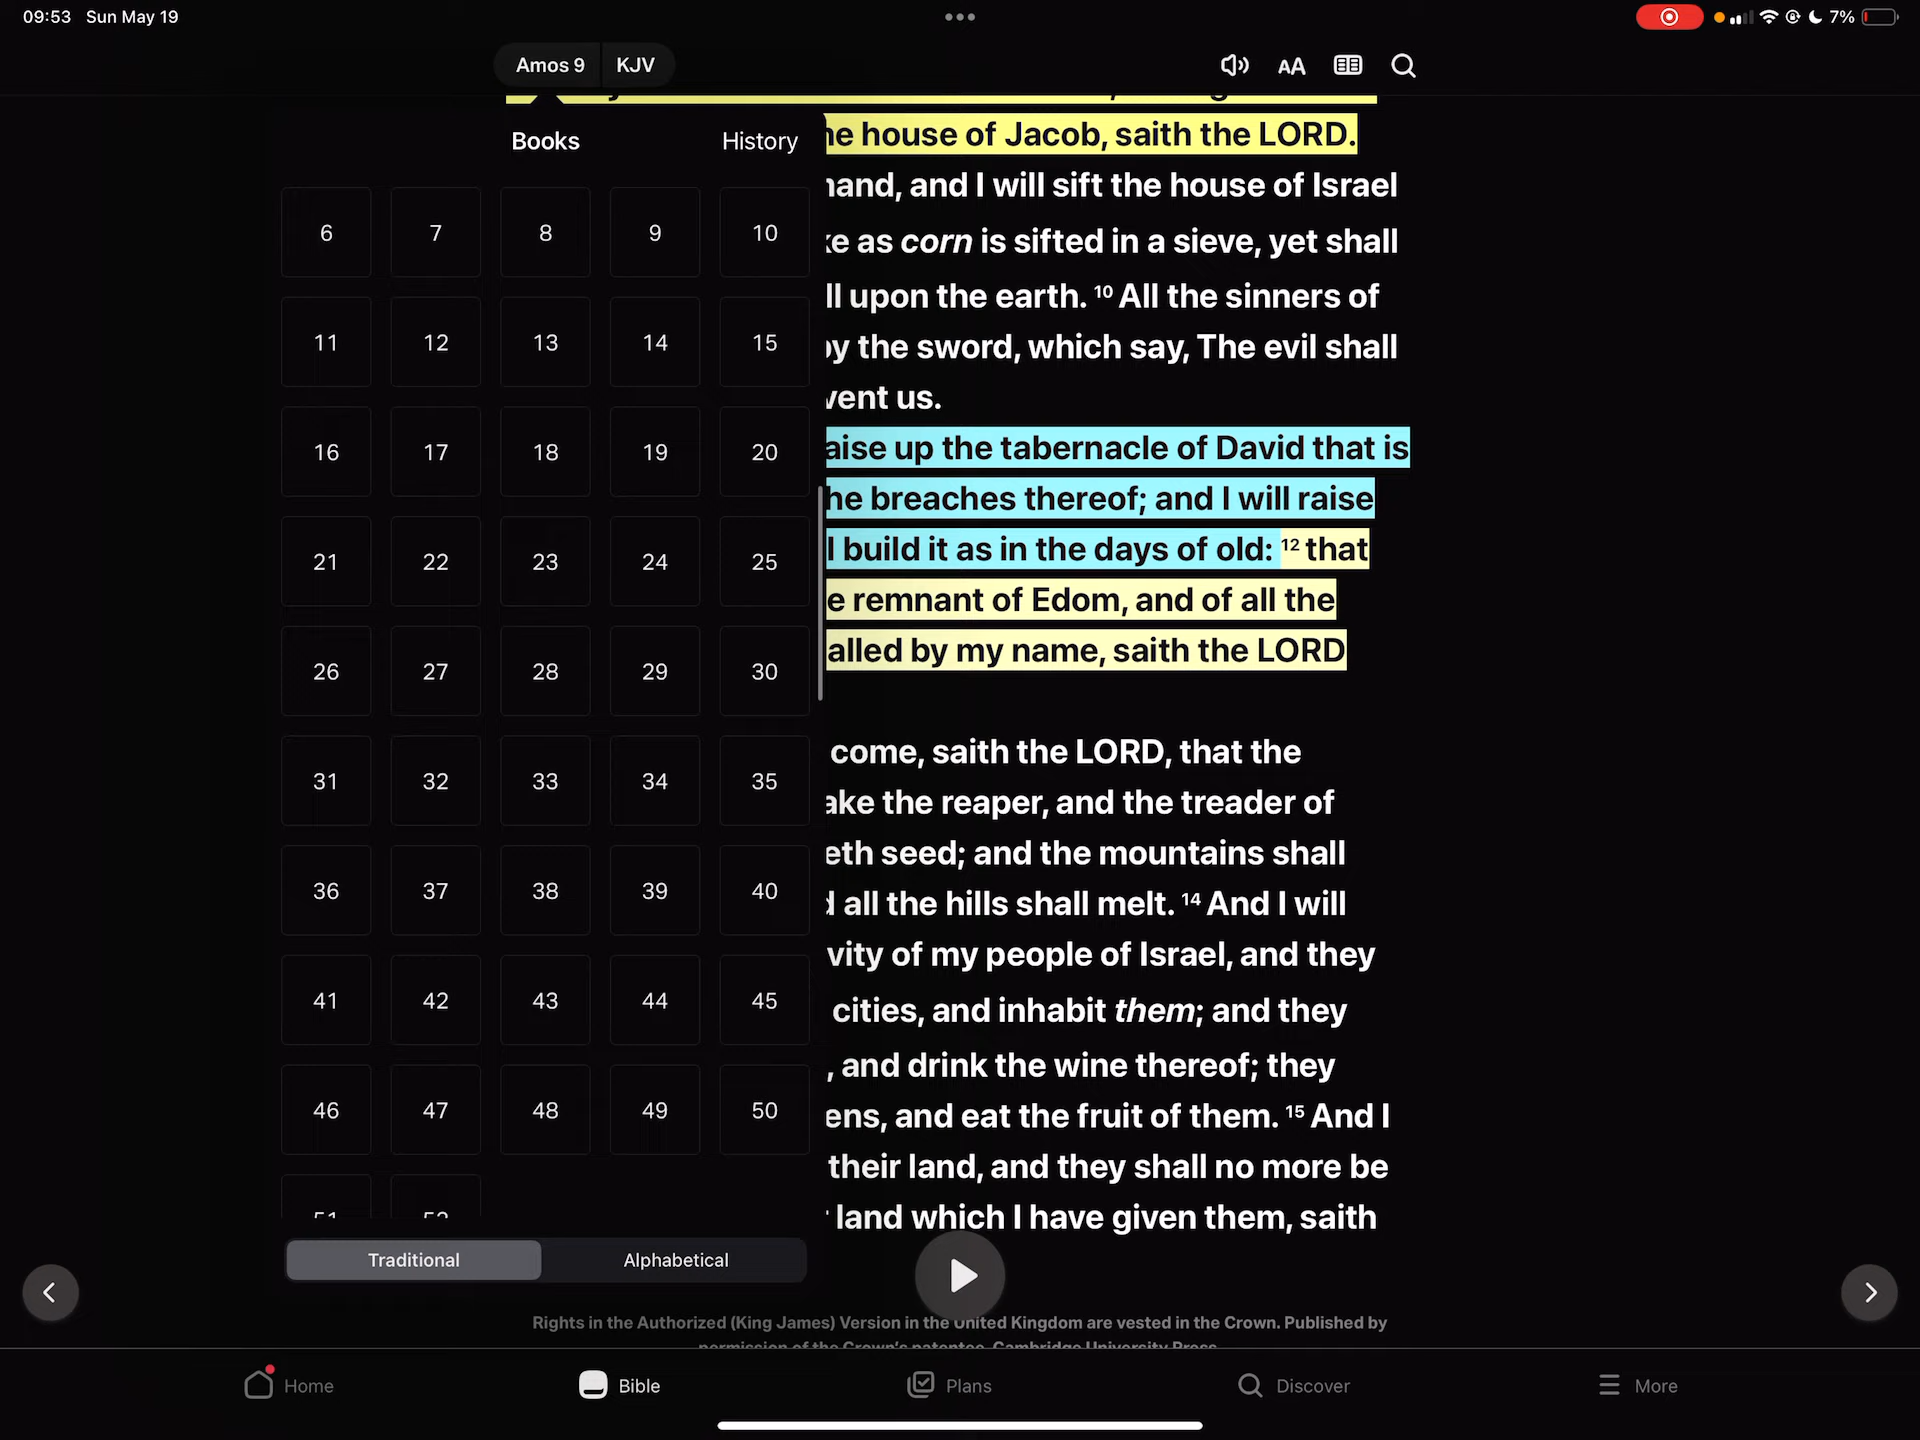 09:53 Sun May 19
7%
Amos 9 KJV
AA
Books History
he house of Jacob, saith the LORD.
hand, and I will sift the house of Israel
ke as corn is sifted in a sieve, yet shall
ll upon the earth. 10 All the sinners of
by the sword, which say, The evil shall
vent us.
aise up the tabernacle of David that is
he breaches thereof; and I will raise
l build it as in the days of old: 12 that
e remnant of Edom, and of all the
alled by my name, saith the LORD
come, saith the LORD, that the
ake the reaper, and the treader of
eth seed; and the mountains shall
d all the hills shall melt. 14 And I will
vity of my people of Israel, and they
cities, and inhabit them; and they
, and drink the wine thereof; they
ens, and eat the fruit of them. 15 And I
their land, and they shall no more be
land which I have given them, saith
6 7 8 9 10
11 12 13 14 15
16 17 18 19 20
21 22 23 24 25
26 27 28 29 30
31 32 33 34 35
36 37 38 39 40
41 42 43 44 45
46 47 48 49 50
51 52
Traditional Alphabetical
Rights in the Authorized (King James) Version in the United Kingdom are vested in the Crown. Published by
permission of the Crown's patentee, Cambridge University Press
Home Bible Plans Discover More